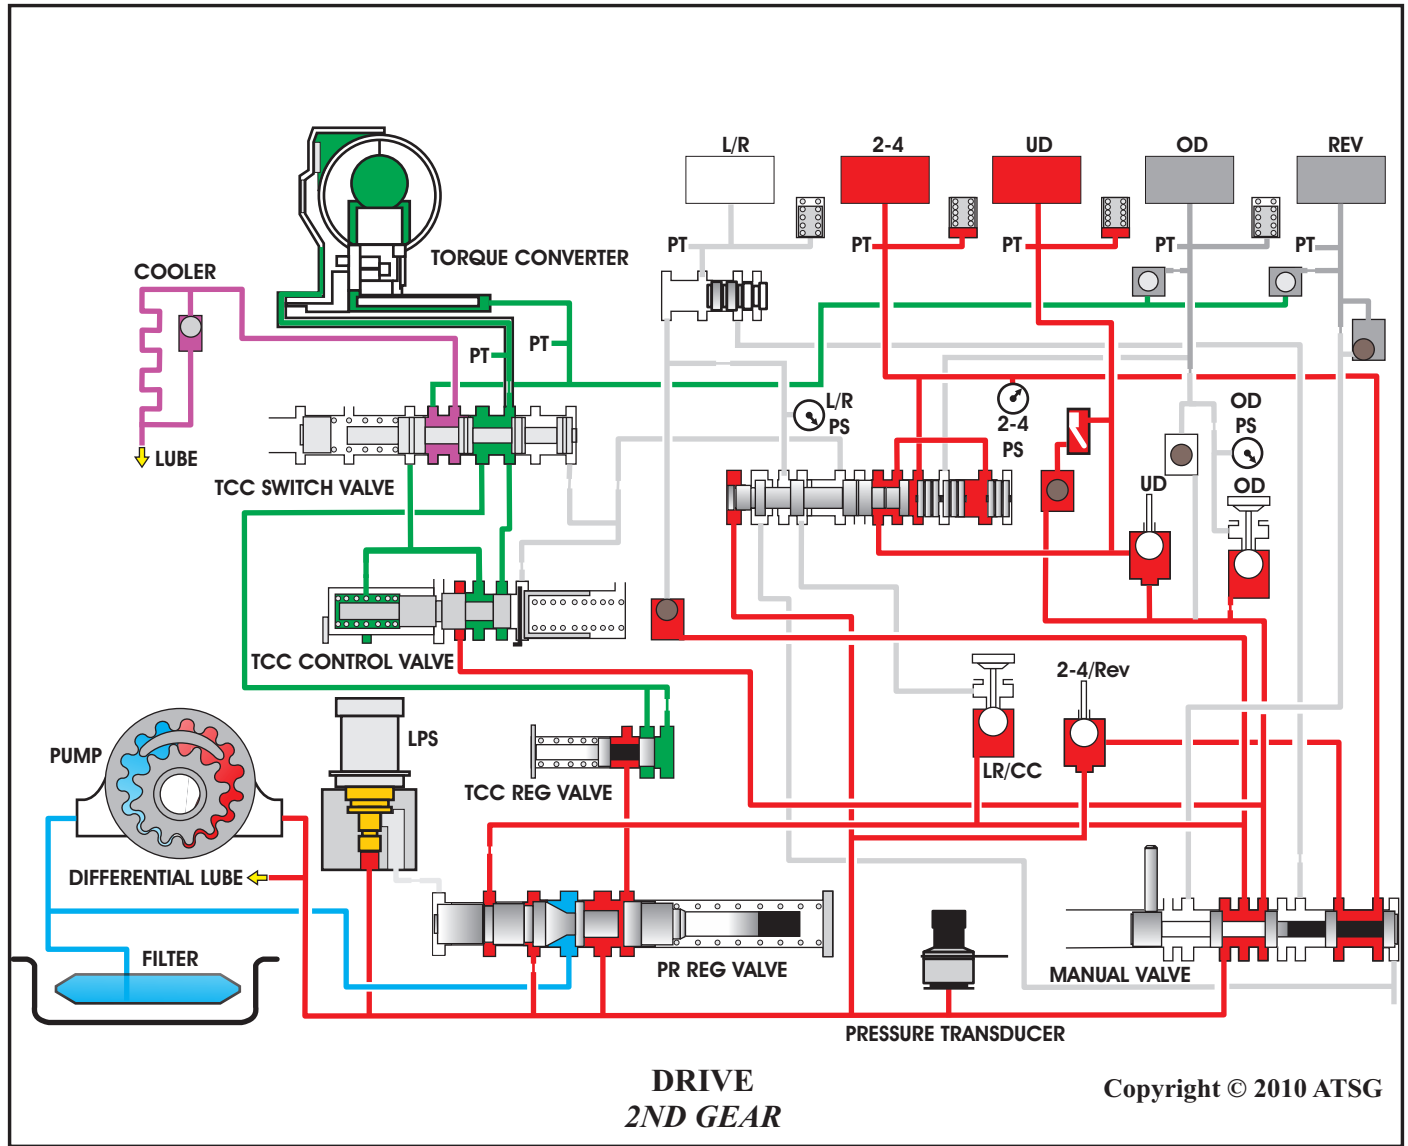 L/R
2-4
UD
OD
REV
PT
PT
PT
PT
PT
TORQUE CONVERTER
COOLER
PT
PT
L/R
PS
2-4
PS
OD
PS
LUBE
TCC SWITCH VALVE
UD
OD
TCC CONTROL VALVE
2-4/Rev
LPS
PUMP
LR/CC
TCC REG VALVE
DIFFERENTIAL LUBE
FILTER
PR REG VALVE
MANUAL VALVE
PRESSURE TRANSDUCER
DRIVE
2ND GEAR
Copyright © 2010 ATSG